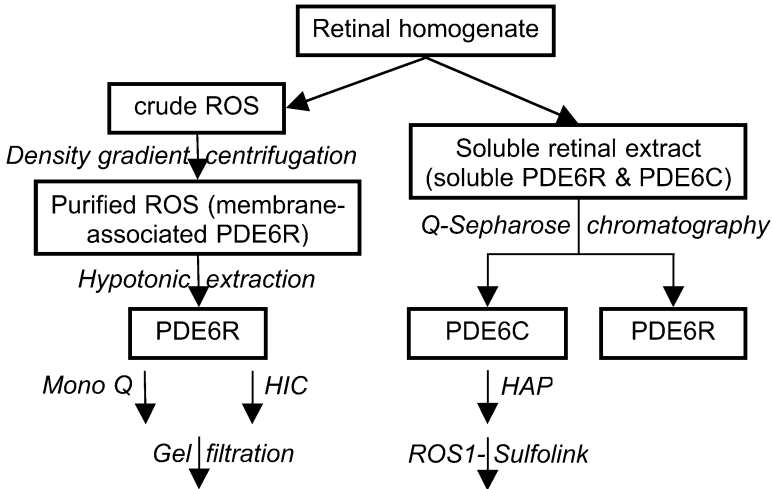 Retinal homogenate
crude ROS
Density gradient centrifugation
Purified ROS (membrane-
associated PDE6R)
Hypotonic extraction
PDE6R
Mono Q
HIC
Gel filtration
Soluble retinal extract
(soluble PDE6R & PDE6C)
Q-Sepharose chromatography
PDE6C
PDE6R
HAP
ROS1- Sulfolink